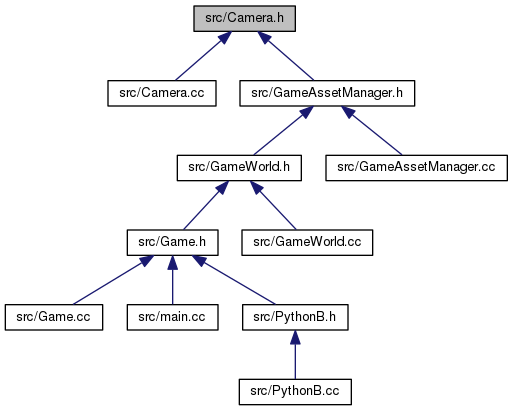 src/Camera.h
src/Camera.cc
src/GameAssetManager.h
src/GameWorld.h
src/GameAssetManager.cc
src/Game.h
src/GameWorld.cc
src/Game.cc
src/main.cc
src/PythonB.h
src/PythonB.cc